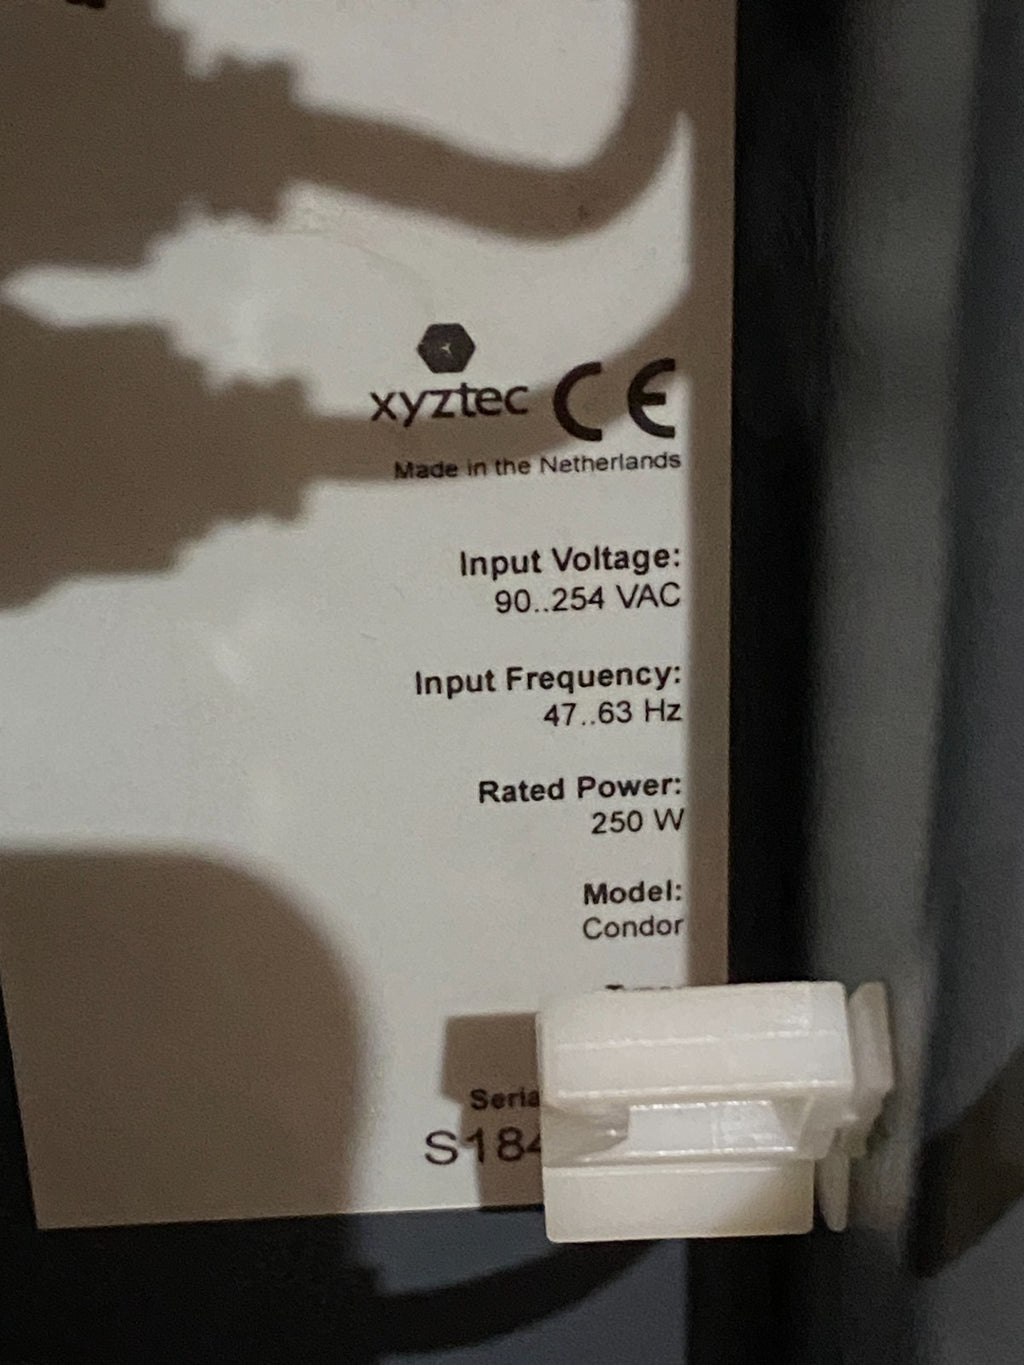 xyztec CE
Made in the Netherlands
Input Voltage:
90..254 VAC
Input Frequency:
47..63 Hz
Rated Power:
250 W
Model:
Condor